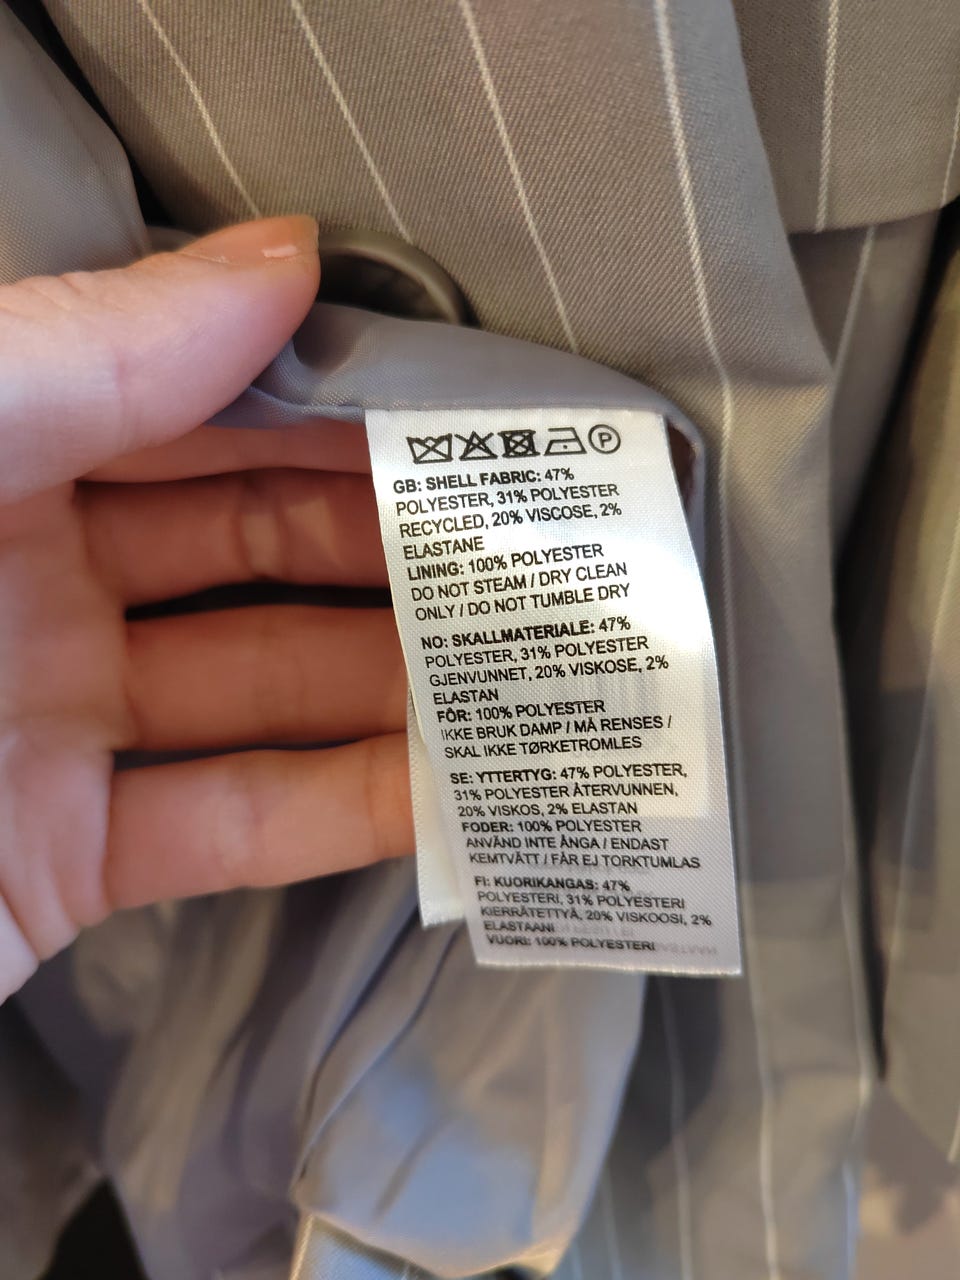 P
GB: SHELL FABRIC: 47%
POLYESTER, 31% POLYESTER
RECYCLED, 20% VISCOSE, 2%
ELASTANE
LINING: 100% POLYESTER
DO NOT STEAM / DRY CLEAN
ONLY / DO NOT TUMBLE DRY
NO: SKALLMATERIALE: 47%
POLYESTER, 31% POLYESTER
GJENVUNNET, 20% VISKOSE, 2%
ELASTAN
FÔR: 100% POLYESTER
IKKE BRUK DAMP / MÅ RENSES /
SKAL IKKE TØRKETROMLES
SE: YTTERTYG: 47% POLYESTER,
31% POLYESTER ÅTERVUNNEN,
20% VISKOS, 2% ELASTAN
FODER: 100% POLYESTER
ANVÄND INTE ÅNGA / ENDAST
KEMTVÄTT / FÅR EJ TORKTUMLAS
FI: KUORIKANGAS: 47%
POLYESTERI, 31% POLYESTERI
KIERRÄTETTYÄ, 20% VISKOOSI, 2%
ELASTAANI
VUORI: 100% POLYESTERI